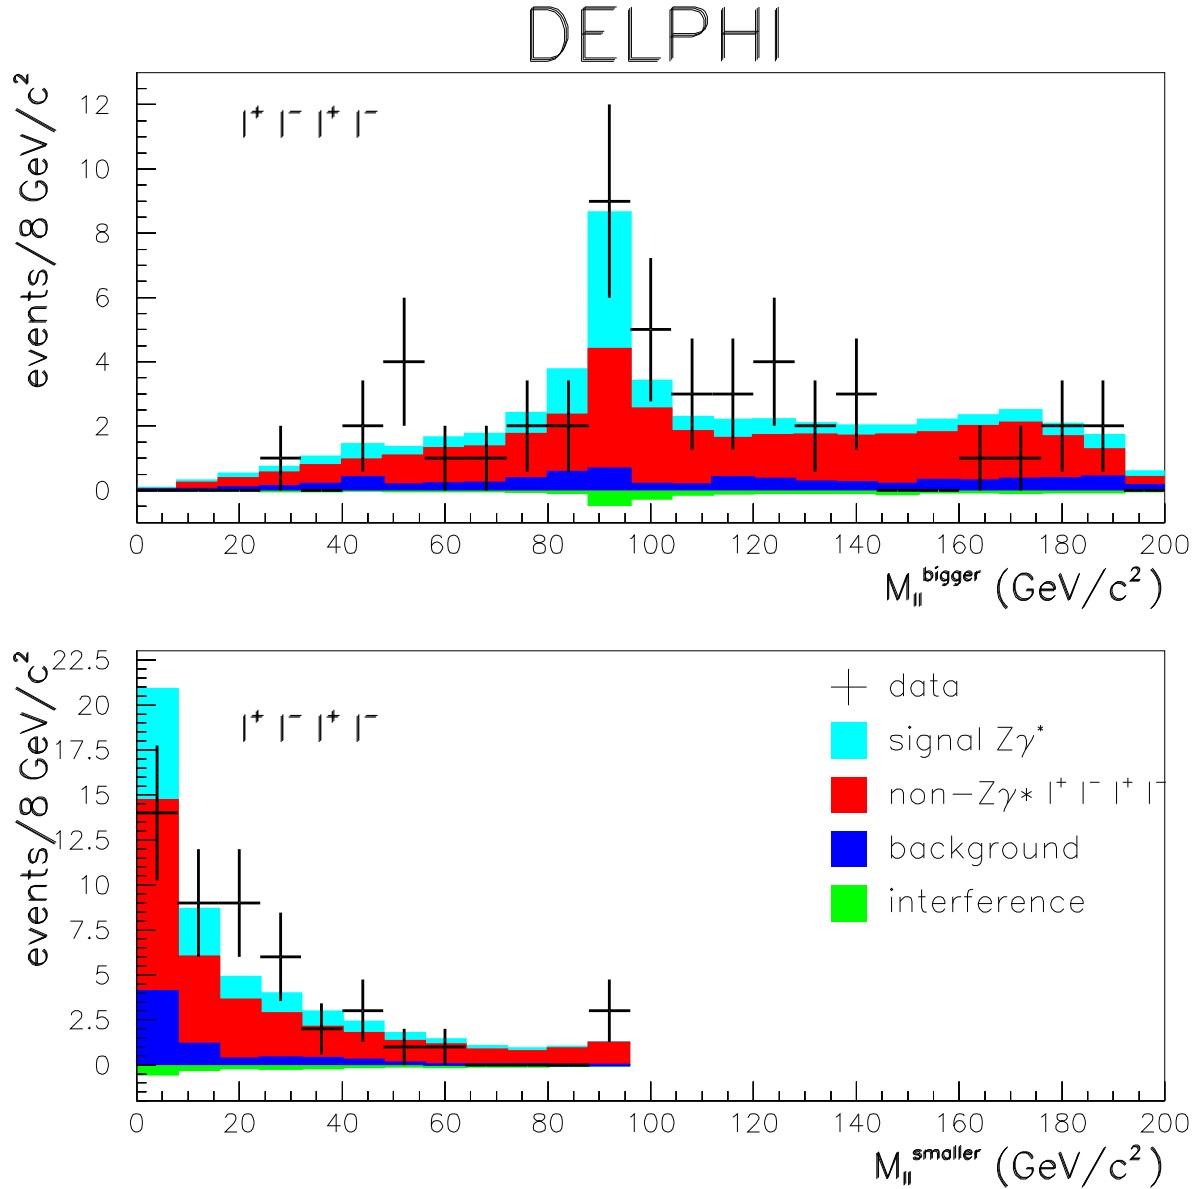 DELPHI
events/8 GeV/c²
l⁺ l⁻ l⁺ l⁻
12
10
8
6
4
2
0
0 20 40 60 80 100 120 140 160 180 200
M_ll^bigger (GeV/c²)
events/8 GeV/c²
l⁺ l⁻ l⁺ l⁻
22.5
20
17.5
15
12.5
10
7.5
5
2.5
0
data
signal Zγ*
non-Zγ* l⁺ l⁻ l⁺ l⁻
background
interference
0 20 40 60 80 100 120 140 160 180 200
M_ll^smaller (GeV/c²)